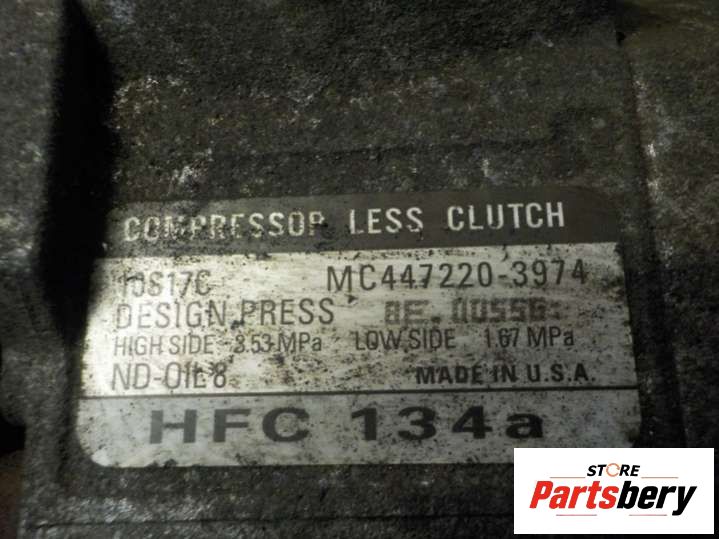 COMPRESSOR LESS CLUTCH
10S17C MC447220-3974
DESIGN PRESS
HIGH SIDE 3.53 MPa LOW SIDE 1.67 MPa
ND-OIL 8 MADE IN U.S.A.
HFC 134a
STORE
Partsbery